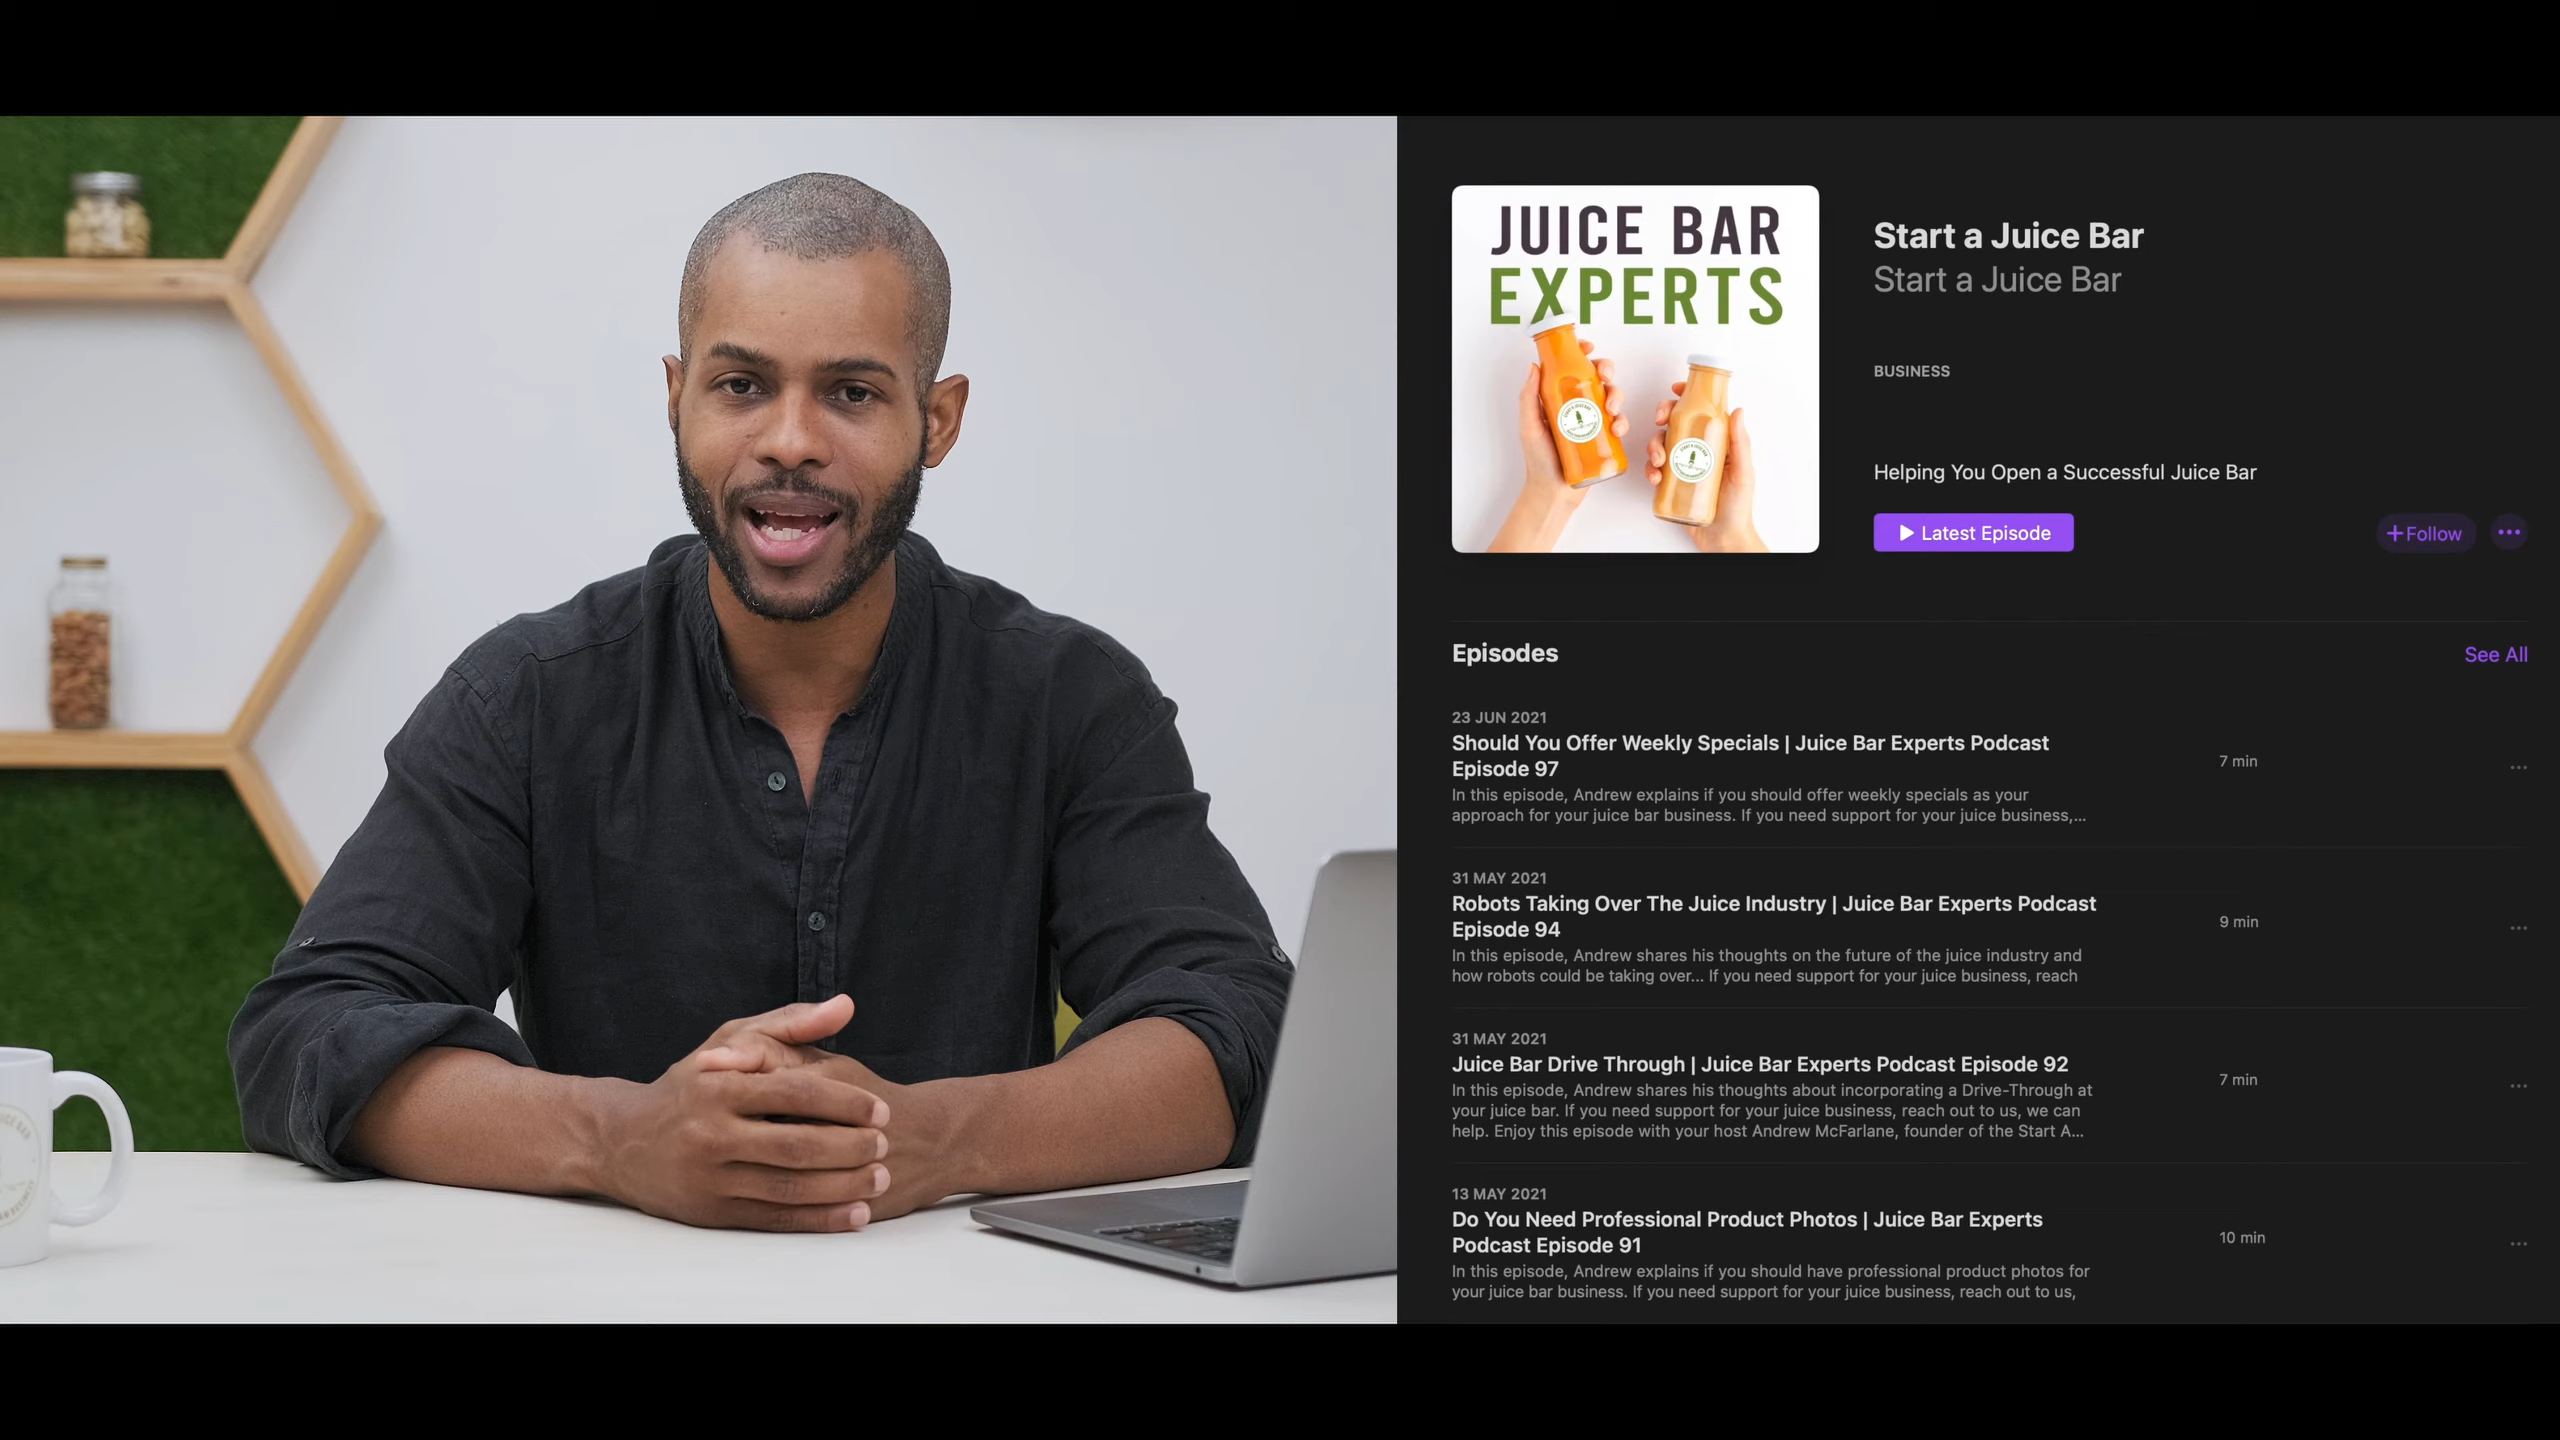 JUICE BAR
EXPERTS
Start a Juice Bar
Start a Juice Bar
BUSINESS
Helping You Open a Successful Juice Bar
Latest Episode
+Follow
Episodes
See All
23 JUN 2021
Should You Offer Weekly Specials | Juice Bar Experts Podcast
Episode 97
7 min
In this episode, Andrew explains if you should offer weekly specials as your
approach for your juice bar business. If you need support for your juice business,...
31 MAY 2021
Robots Taking Over The Juice Industry | Juice Bar Experts Podcast
Episode 94
9 min
In this episode, Andrew shares his thoughts on the future of the juice industry and
how robots could be taking over... If you need support for your juice business, reach
31 MAY 2021
Juice Bar Drive Through | Juice Bar Experts Podcast Episode 92
7 min
In this episode, Andrew shares his thoughts about incorporating a Drive-Through at
your juice bar. If you need support for your juice business, reach out to us, we can
help. Enjoy this episode with your host Andrew McFarlane, founder of the Start A...
13 MAY 2021
Do You Need Professional Product Photos | Juice Bar Experts
Podcast Episode 91
10 min
In this episode, Andrew explains if you should have professional product photos for
your juice bar business. If you need support for your juice business, reach out to us,